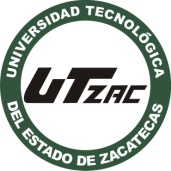 UNIVERSIDAD TECNOLÓGICA
UTZAC
DEL ESTADO DE ZACATECAS